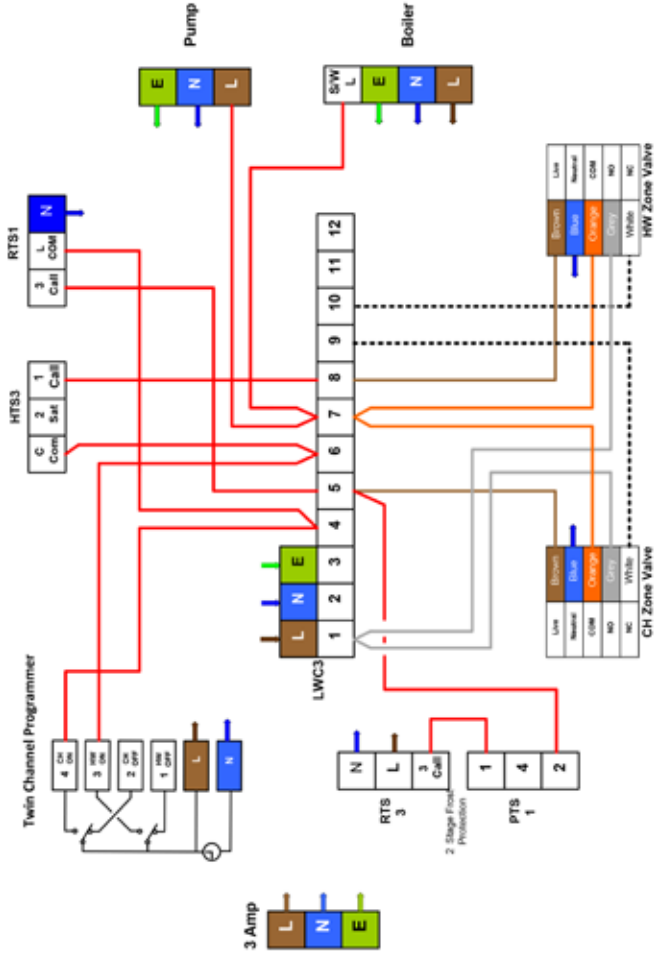 Twin Channel Programmer
4 CH ON
3 HW ON
2 CH OFF
1 HW OFF
L
N
HTS3
C Com
2 Sat
1 Call
RTS1
3 Call
L COM
N
Pump
E
N
L
Boiler
S/W L
E
N
L
3 Amp
L
N
E
LWC3
L
N
E
1
2
3
4
5
6
7
8
9
10
11
12
RTS 3
N
L
3 Call
2 Stage Frost Protection
PTS 1
1
4
2
CH Zone Valve
Live
Brown
Neutral
Blue
COM
Orange
NO
Grey
NC
White
HW Zone Valve
Live
Brown
Neutral
Blue
COM
Orange
NO
Grey
NC
White